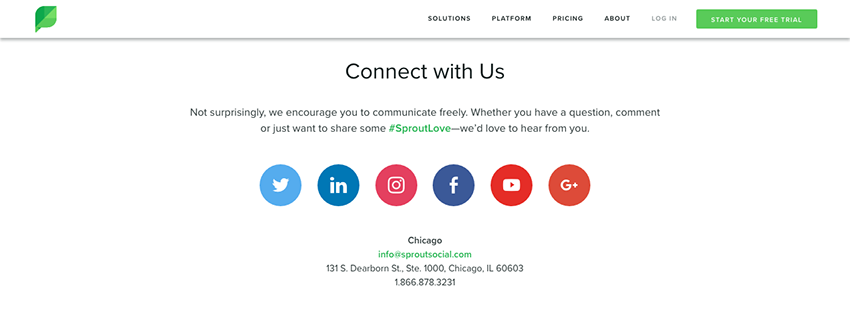 SOLUTIONS PLATFORM PRICING ABOUT LOG IN START YOUR FREE TRIAL
Connect with Us
Not surprisingly, we encourage you to communicate freely. Whether you have a question, comment
or just want to share some #SproutLove—we'd love to hear from you.
in f G+
Chicago
info@sproutsocial.com
131 S. Dearborn St., Ste. 1000, Chicago, IL 60603
1.866.878.3231